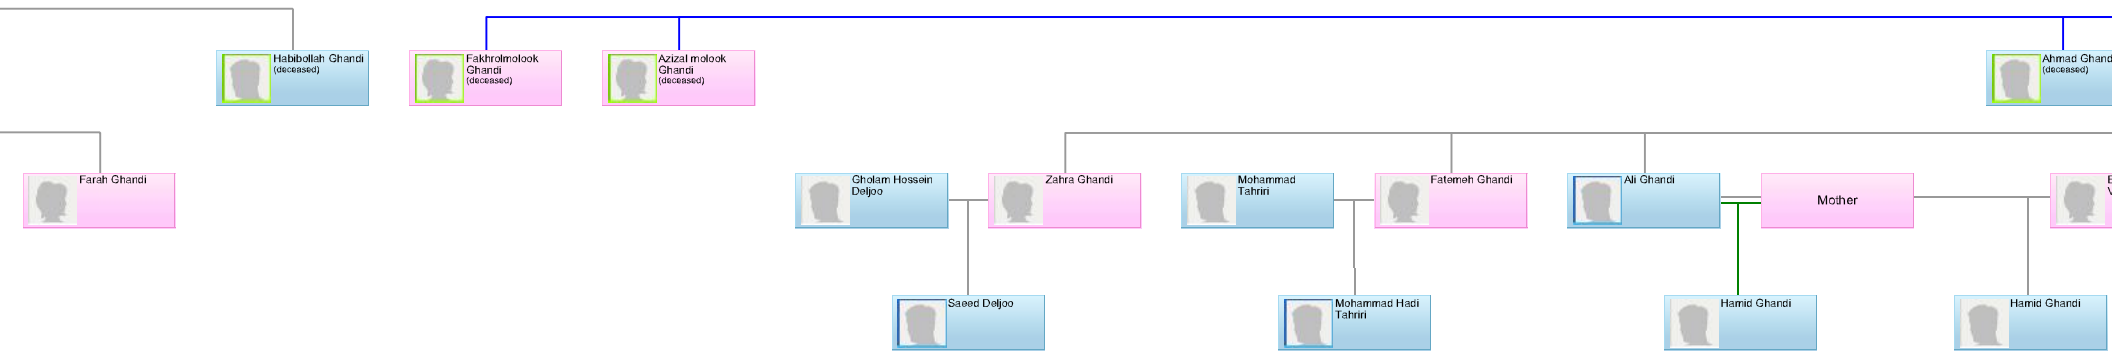 Habibollah Ghandi
(deceased)
Fakhrolmolook
Ghandi
(deceased)
Azizal molook
Ghandi
(deceased)
Ahmad Ghand
(deceased)
Farah Ghandi
Gholam Hossein
Deljoo
Zahra Ghandi
Mohammad
Tahriri
Fatemeh Ghandi
Ali Ghandi
Mother
Saeed Deljoo
Mohammad Hadi
Tahriri
Hamid Ghandi
Hamid Ghandi